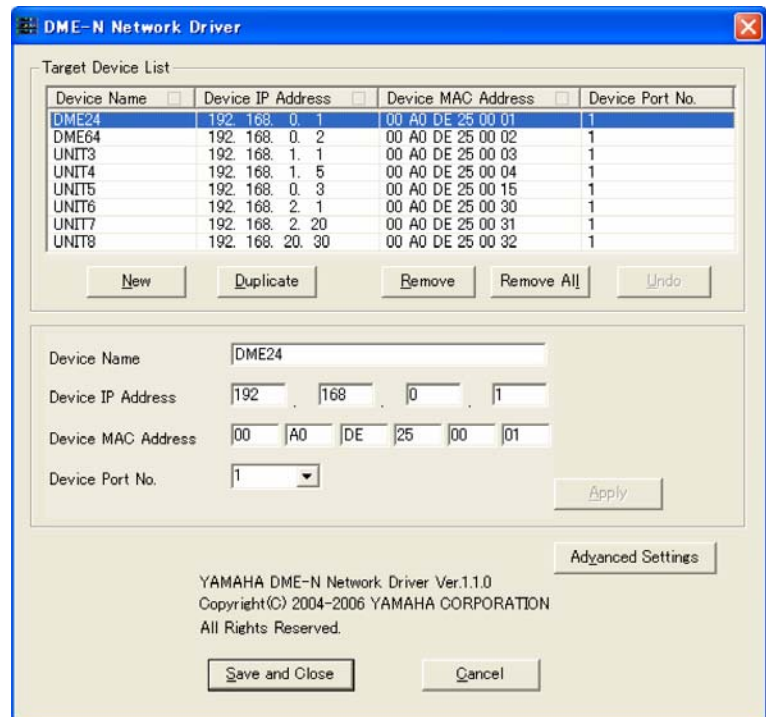 DME-N Network Driver
Target Device List
Device Name Device IP Address Device MAC Address Device Port No.
DME24 192. 168. 0. 1 00 A0 DE 25 00 01 1
DME64 192. 168. 0. 2 00 A0 DE 25 00 02 1
UNIT3 192. 168. 1. 1 00 A0 DE 25 00 03 1
UNIT4 192. 168. 1. 5 00 A0 DE 25 00 04 1
UNIT5 192. 168. 0. 3 00 A0 DE 25 00 15 1
UNIT6 192. 168. 2. 1 00 A0 DE 25 00 30 1
UNIT7 192. 168. 2. 20 00 A0 DE 25 00 31 1
UNIT8 192. 168. 20. 30 00 A0 DE 25 00 32 1
New Duplicate Remove Remove All Undo
Device Name DME24
Device IP Address 192 . 168 . 0 . 1
Device MAC Address 00 A0 DE 25 00 01
Device Port No. 1
Apply
Advanced Settings
YAMAHA DME-N Network Driver Ver.1.1.0
Copyright(C) 2004-2006 YAMAHA CORPORATION
All Rights Reserved.
Save and Close Cancel